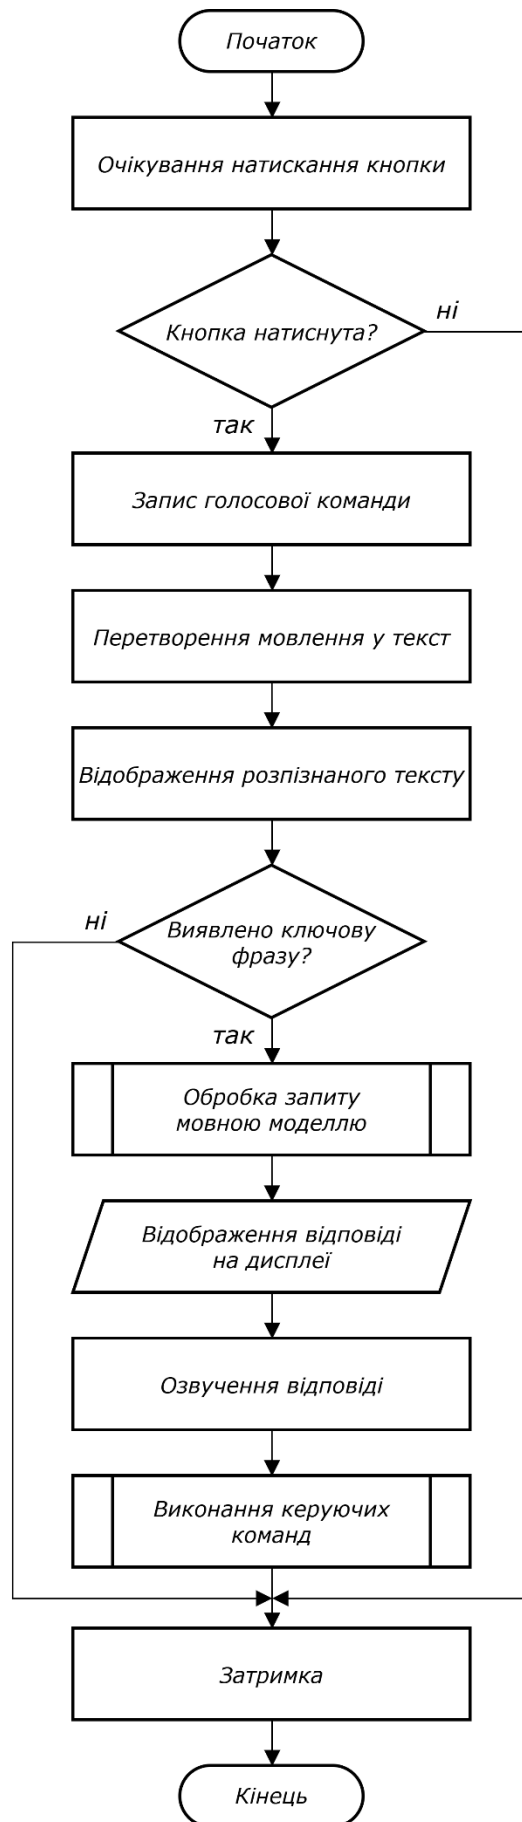 Початок
Очікування натискання кнопки
Кнопка натиснута?
ні
так
Запис голосової команди
Перетворення мовлення у текст
Відображення розпізнаного тексту
Виявлено ключову
фразу?
ні
так
Обробка запиту
мовною моделлю
Відображення відповіді
на дисплеї
Озвучення відповіді
Виконання керуючих
команд
Затримка
Кінець